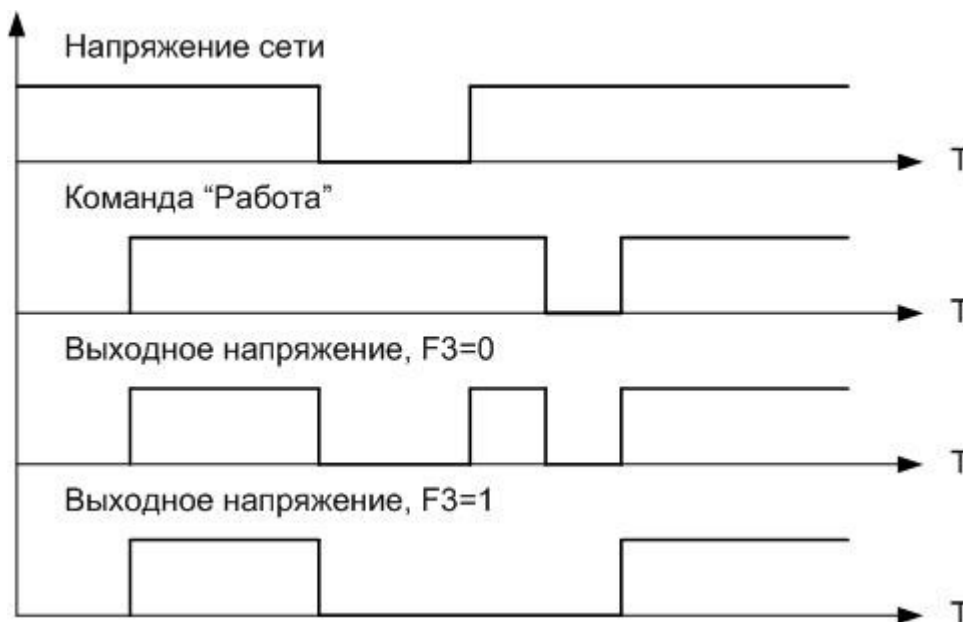 Напряжение сети
T
Команда “Работа”
T
Выходное напряжение, F3=0
T
Выходное напряжение, F3=1
T